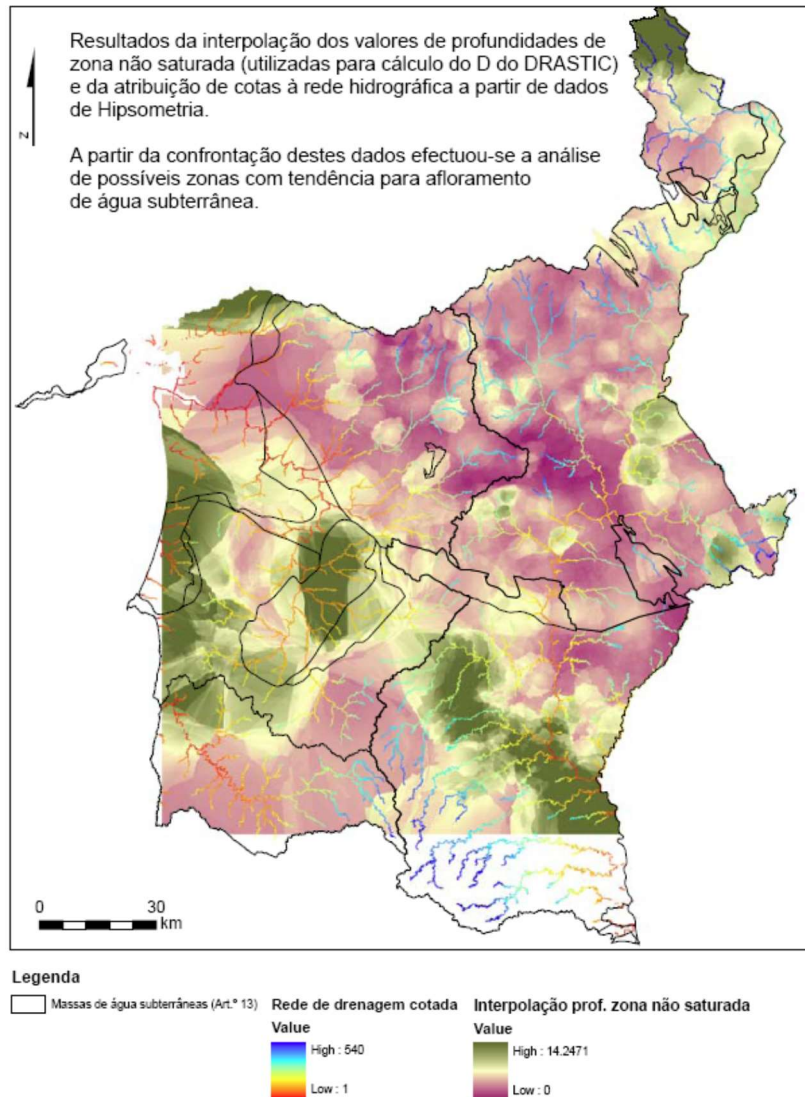 Resultados da interpolação dos valores de profundidades de
zona não saturada (utilizadas para cálculo do D do DRASTIC)
e da atribuição de cotas à rede hidrográfica a partir de dados
de Hipsometria.
A partir da confrontação destes dados efectuou-se a análise
de possíveis zonas com tendência para afloramento
de água subterrânea.
z
0 30
km
Legenda
Massas de água subterrâneas (Art.º 13)
Rede de drenagem cotada
Value
High : 540
Low : 1
Interpolação prof. zona não saturada
Value
High : 14.2471
Low : 0